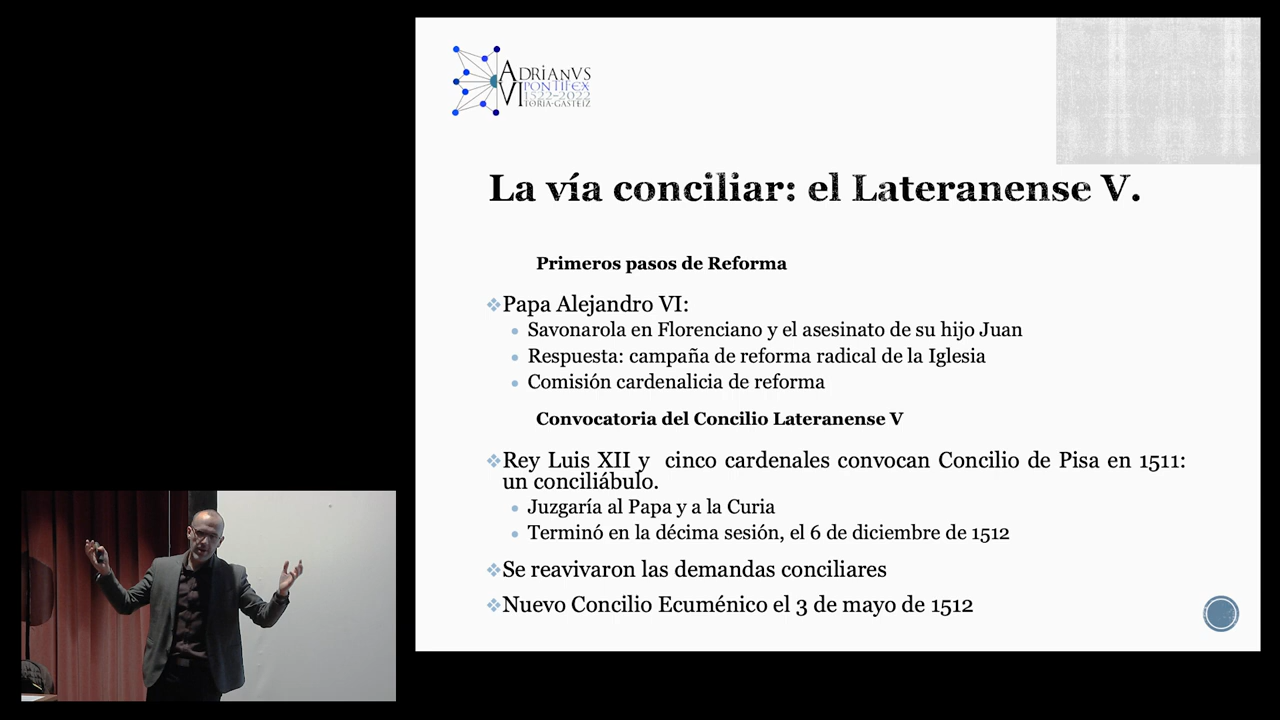 ADRIANVS
VI PONTIFEX
1522-2022
VITORIA-GASTEIZ
La vía conciliar: el Lateranense V.
Primeros pasos de Reforma
Papa Alejandro VI:
Savonarola en Florenciano y el asesinato de su hijo Juan
Respuesta: campaña de reforma radical de la Iglesia
Comisión cardenalicia de reforma
Convocatoria del Concilio Lateranense V
Rey Luis XII y cinco cardenales convocan Concilio de Pisa en 1511:
un conciliábulo.
Juzgaría al Papa y a la Curia
Terminó en la décima sesión, el 6 de diciembre de 1512
Se reavivaron las demandas conciliares
Nuevo Concilio Ecuménico el 3 de mayo de 1512